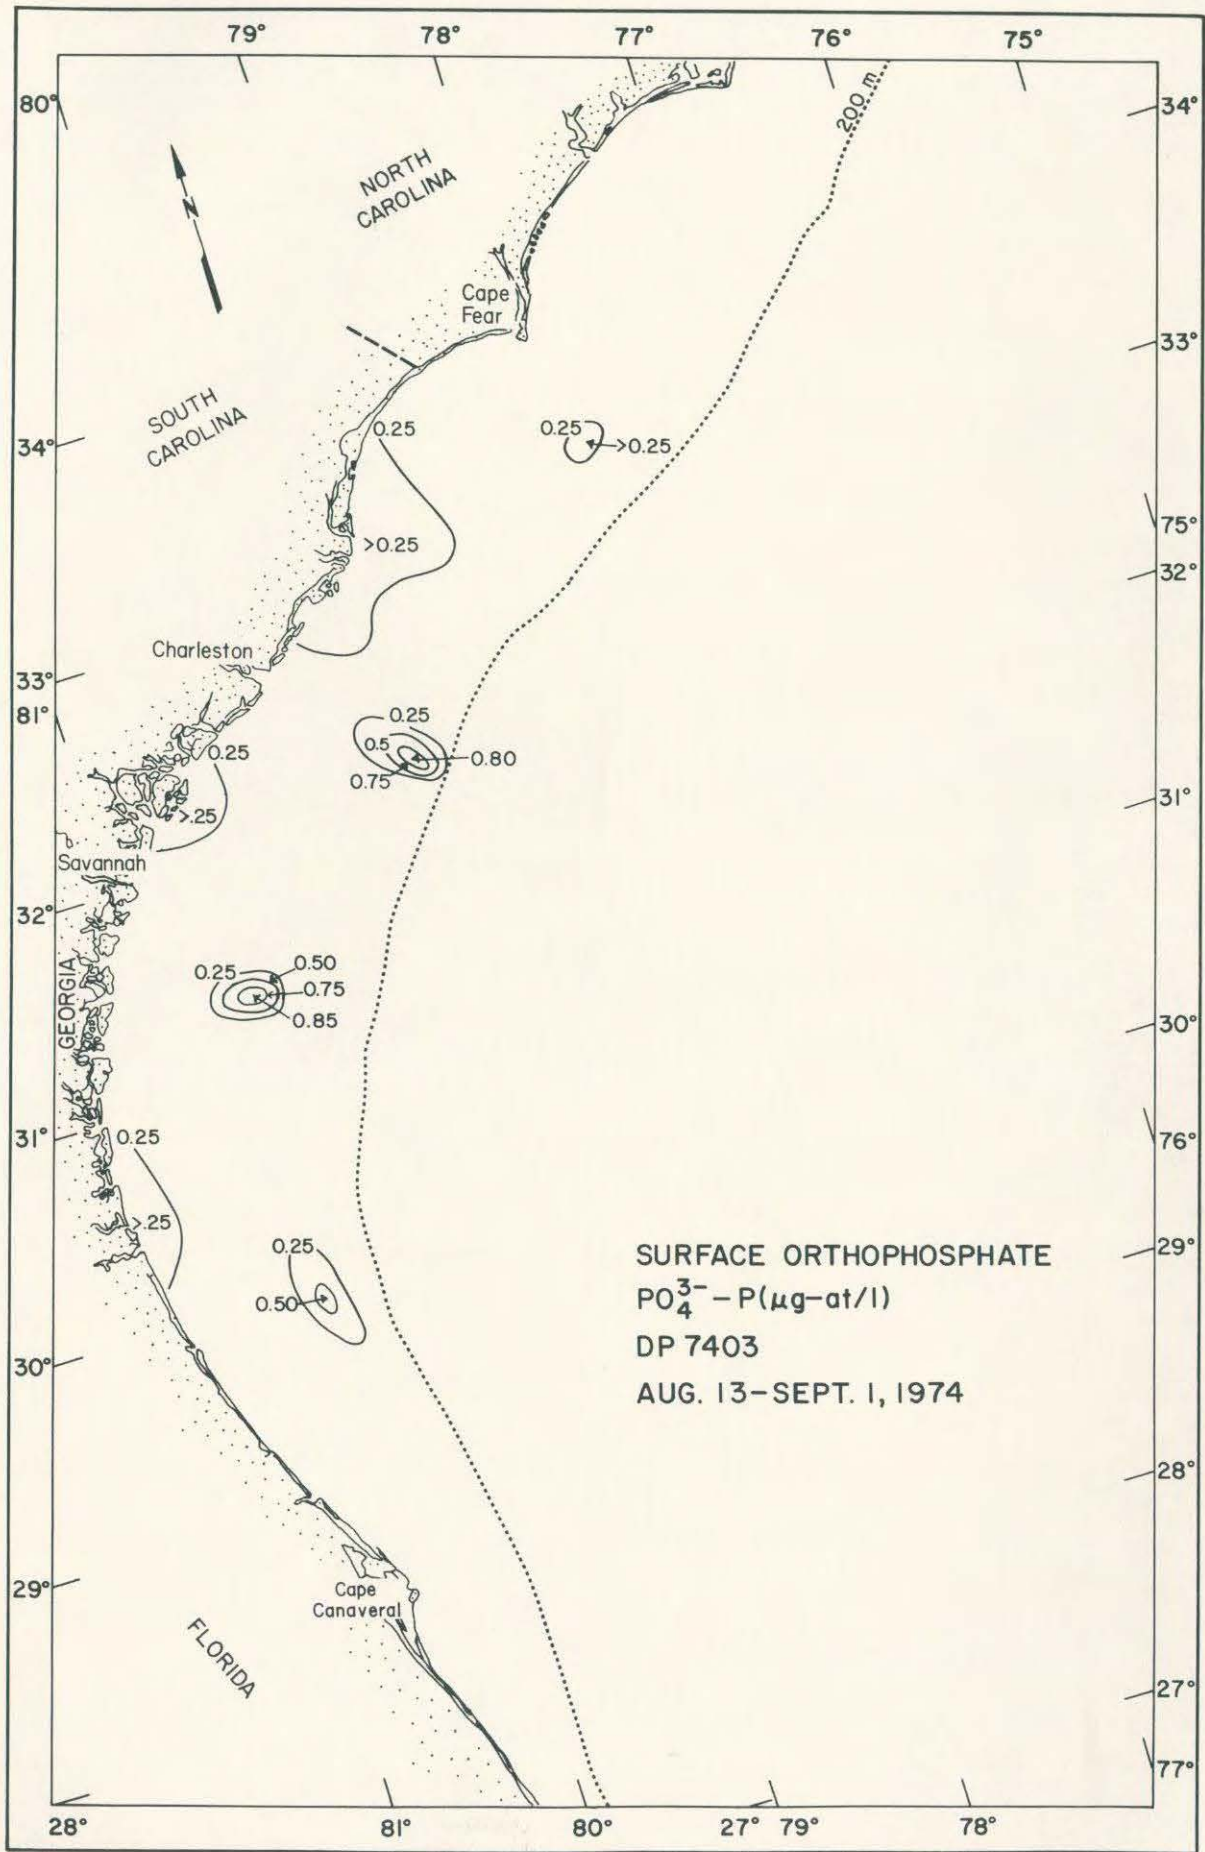 79° 78° 77° 76° 75°
80°
34°
200 m
N
NORTH
CAROLINA
Cape
Fear
33°
SOUTH
CAROLINA
34°
0.25
0.25
>0.25
>0.25
75°
32°
Charleston
33°
81°
0.25
0.5
0.80
0.75
0.25
>.25
31°
Savannah
32°
GEORGIA
0.25
0.50
0.75
0.85
30°
31°
0.25
76°
>.25
0.25
0.50
29°
SURFACE ORTHOPHOSPHATE
PO₄³⁻–P(μg–at/l)
DP 7403
AUG. 13–SEPT. 1, 1974
30°
28°
29°
Cape
Canaveral
FLORIDA
27°
77°
28° 81° 80° 27° 79° 78°